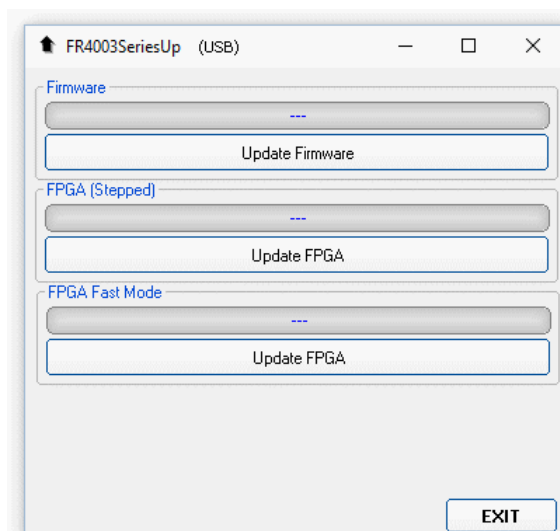 FR4003SeriesUp (USB)
Firmware
---
Update Firmware
FPGA (Stepped)
---
Update FPGA
FPGA Fast Mode
---
Update FPGA
EXIT